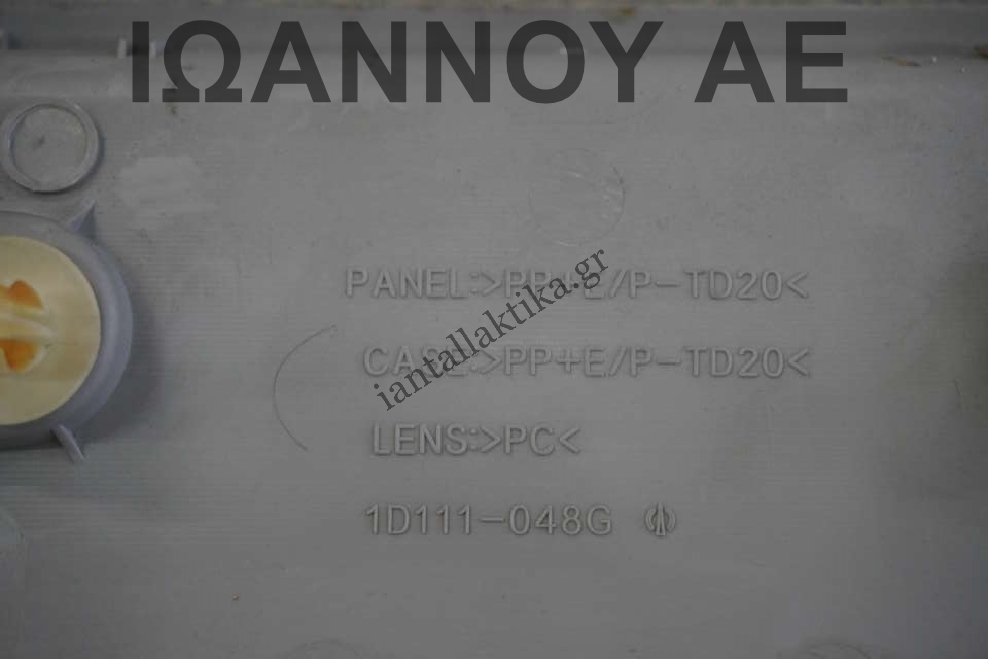 ΙΩΑΝΝΟΥ ΑΕ
PANEL:>PP+E/P-TD20<
CASE:>PP+E/P-TD20<
LENS:>PC<
1D111-048G
iantallaktika.gr